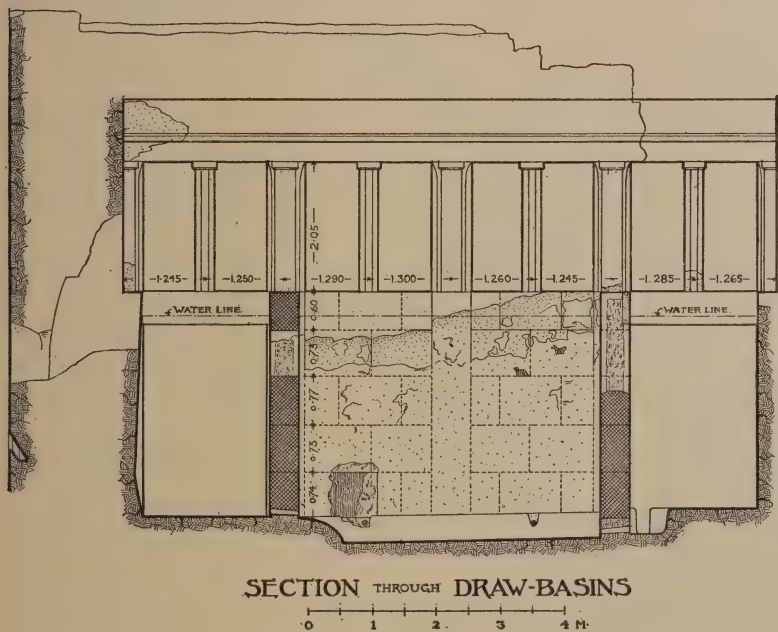 2.05
1.245 1.250 1.290 1.300 1.260 1.245 1.285 1.265
WATER LINE
WATER LINE
0.60
0.73
0.77
0.73
0.74
SECTION THROUGH DRAW-BASINS
0 1 2 3 4 M.